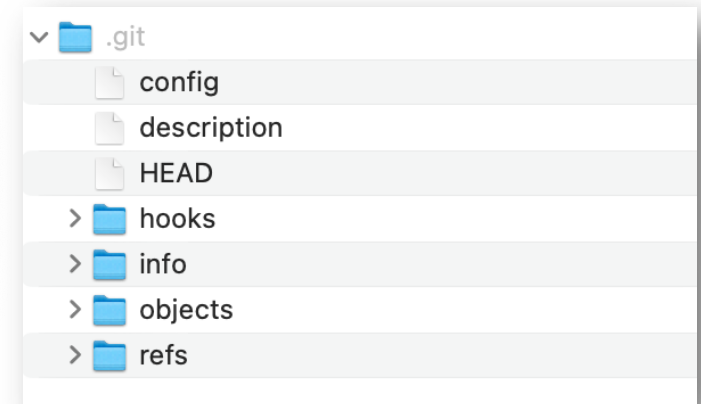 .git
config
description
HEAD
hooks
info
objects
refs